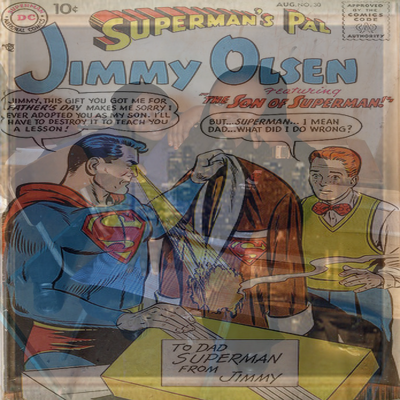 DC
10¢
AUG. NO. 30
APPROVED
BY THE
COMICS
CODE
AUTHORITY
SUPERMAN'S PAL
JIMMY OLSEN
Featuring
"THE SON OF SUPERMAN!"
JIMMY, THIS GIFT YOU GOT ME FOR
FATHER'S DAY MAKES ME SORRY I
EVER ADOPTED YOU AS MY SON. I'LL
HAVE TO DESTROY IT TO TEACH YOU
A LESSON!
BUT...SUPERMAN... I MEAN
DAD...WHAT DID I DO WRONG?
TO DAD
SUPERMAN
FROM JIMMY